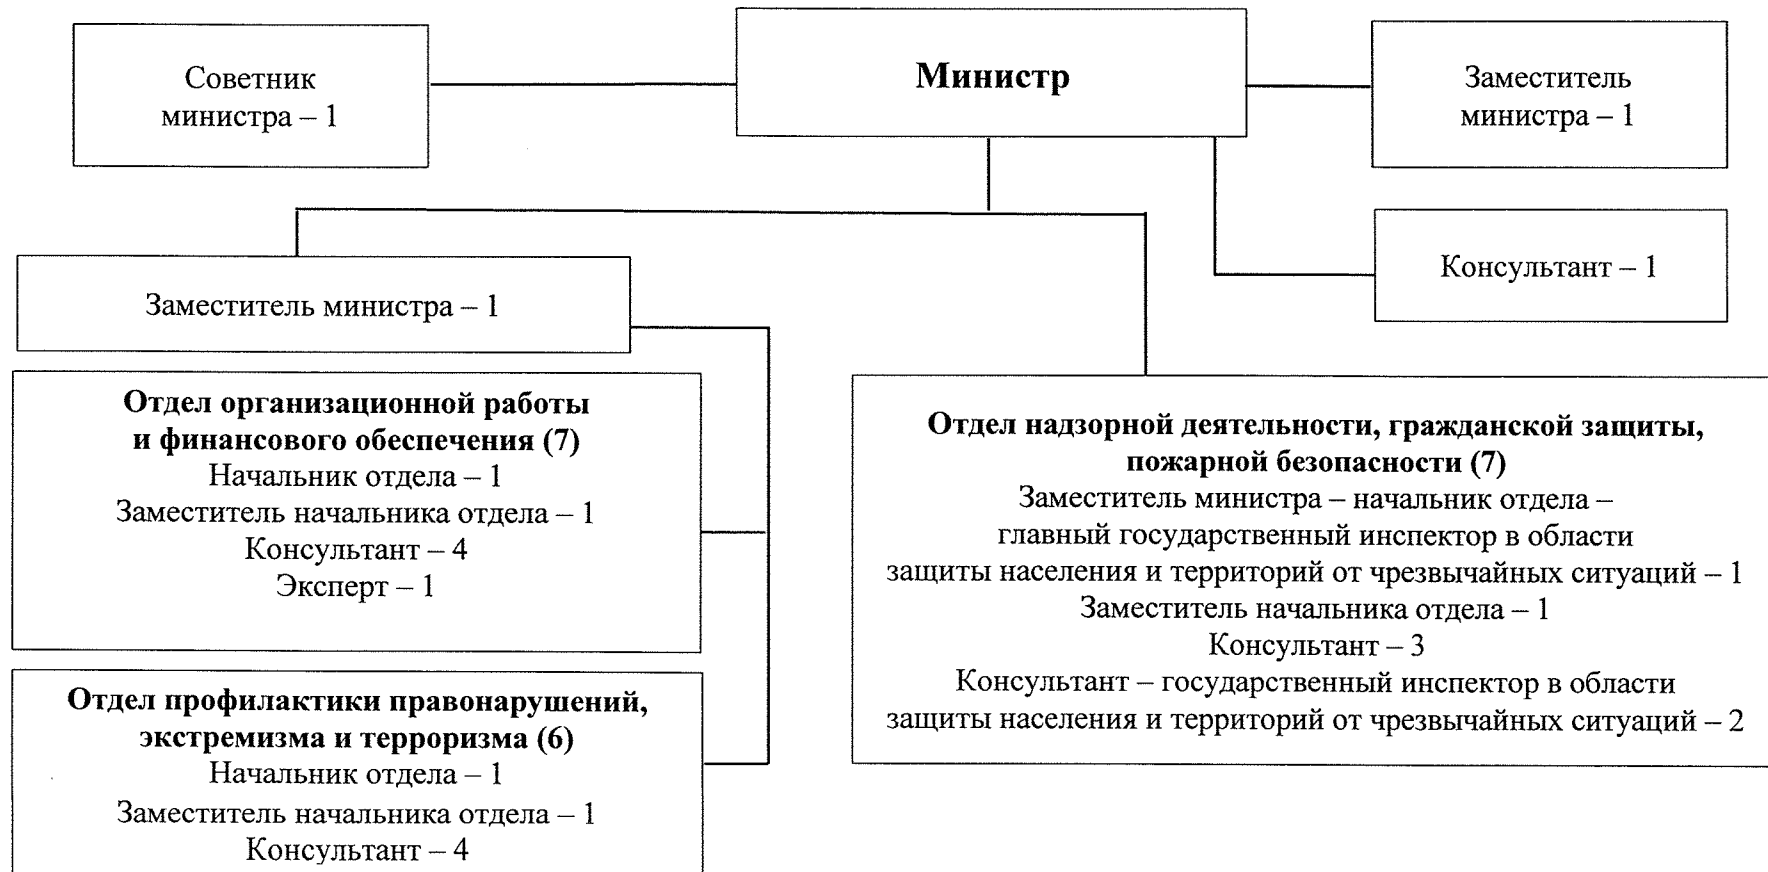 Советник
министра – 1
Министр
Заместитель
министра – 1
Консультант – 1
Заместитель министра – 1
Отдел организационной работы
и финансового обеспечения (7)
Начальник отдела – 1
Заместитель начальника отдела – 1
Консультант – 4
Эксперт – 1
Отдел профилактики правонарушений,
экстремизма и терроризма (6)
Начальник отдела – 1
Заместитель начальника отдела – 1
Консультант – 4
Отдел надзорной деятельности, гражданской защиты,
пожарной безопасности (7)
Заместитель министра – начальник отдела –
главный государственный инспектор в области
защиты населения и территорий от чрезвычайных ситуаций – 1
Заместитель начальника отдела – 1
Консультант – 3
Консультант – государственный инспектор в области
защиты населения и территорий от чрезвычайных ситуаций – 2